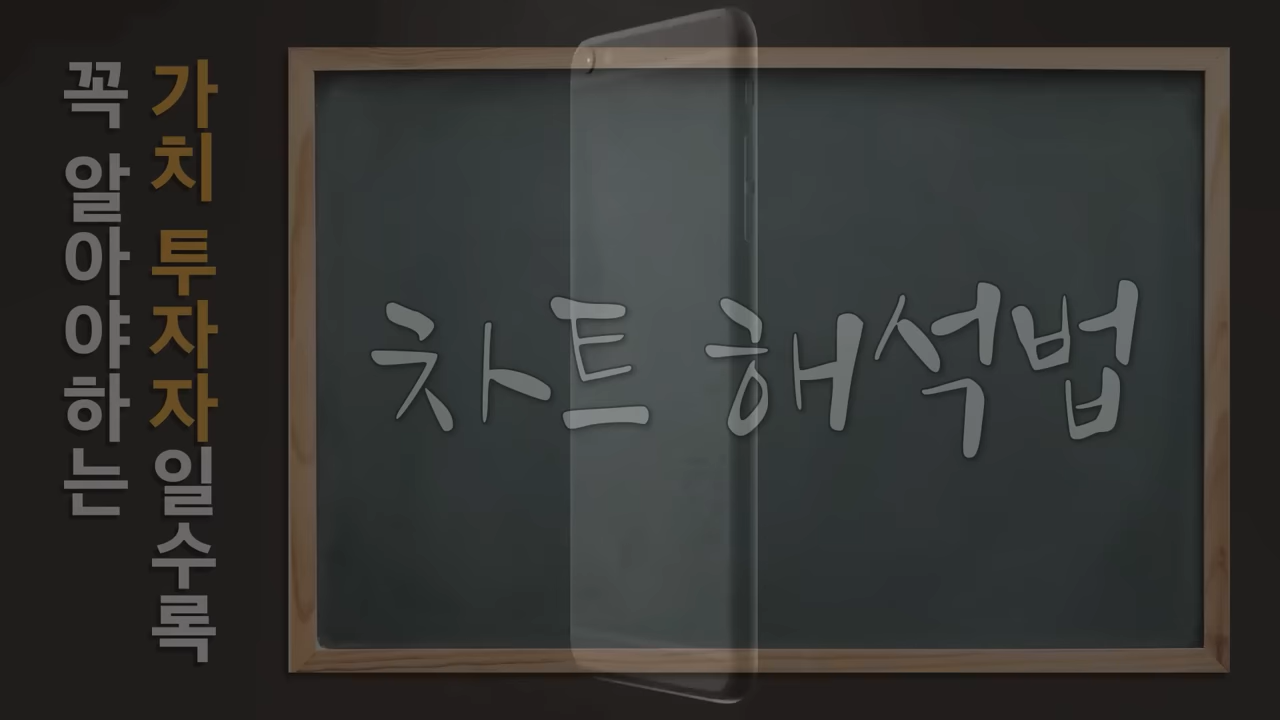 가치 투자자일수록
꼭 알아야하는
차트 해석법